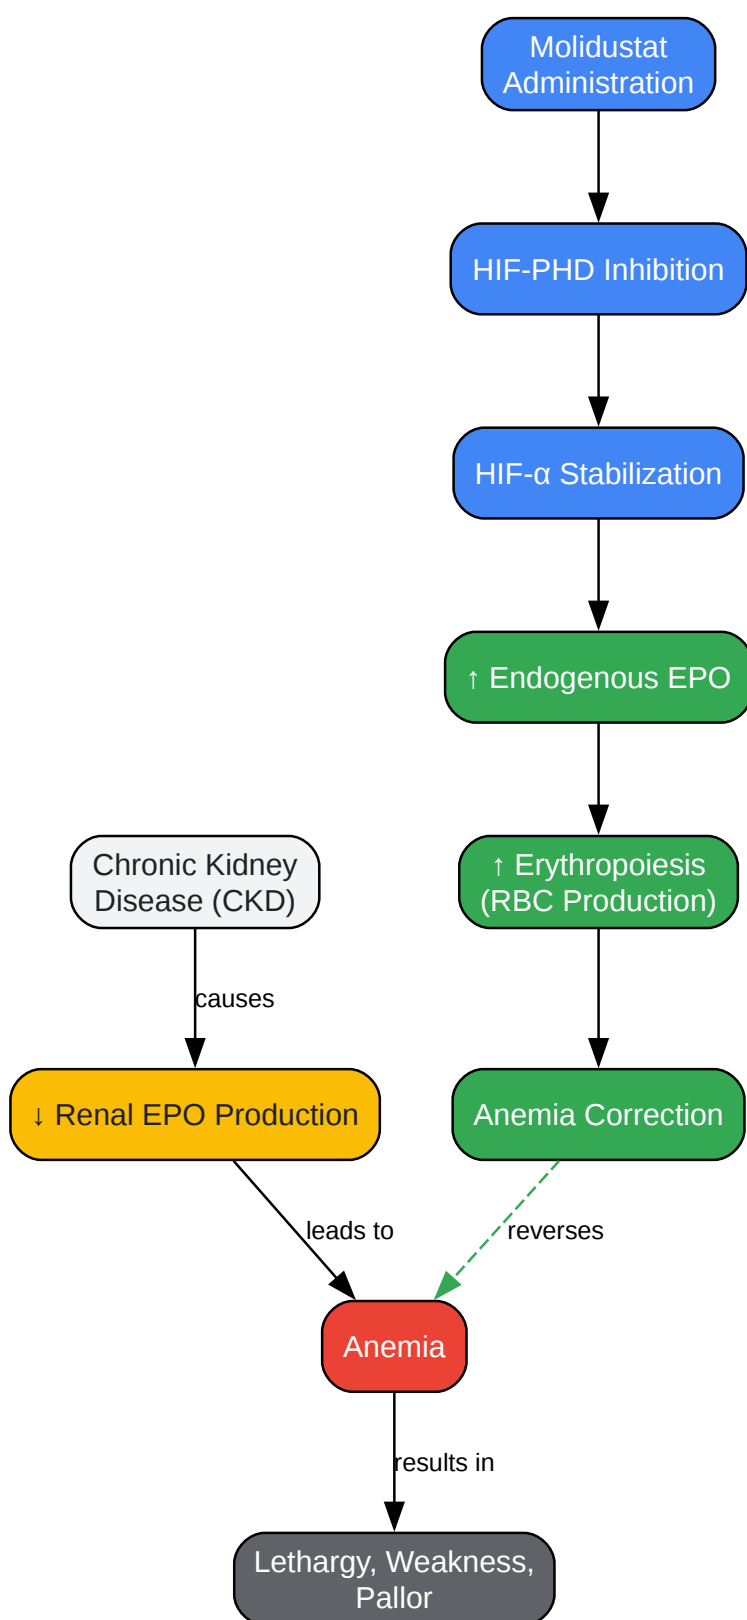 Molidustat
Administration
HIF-PHD Inhibition
HIF-α Stabilization
↑ Endogenous EPO
Chronic Kidney
Disease (CKD)
↑ Erythropoiesis
(RBC Production)
causes
↓ Renal EPO Production
Anemia Correction
leads to
reverses
Anemia
results in
Lethargy, Weakness,
Pallor